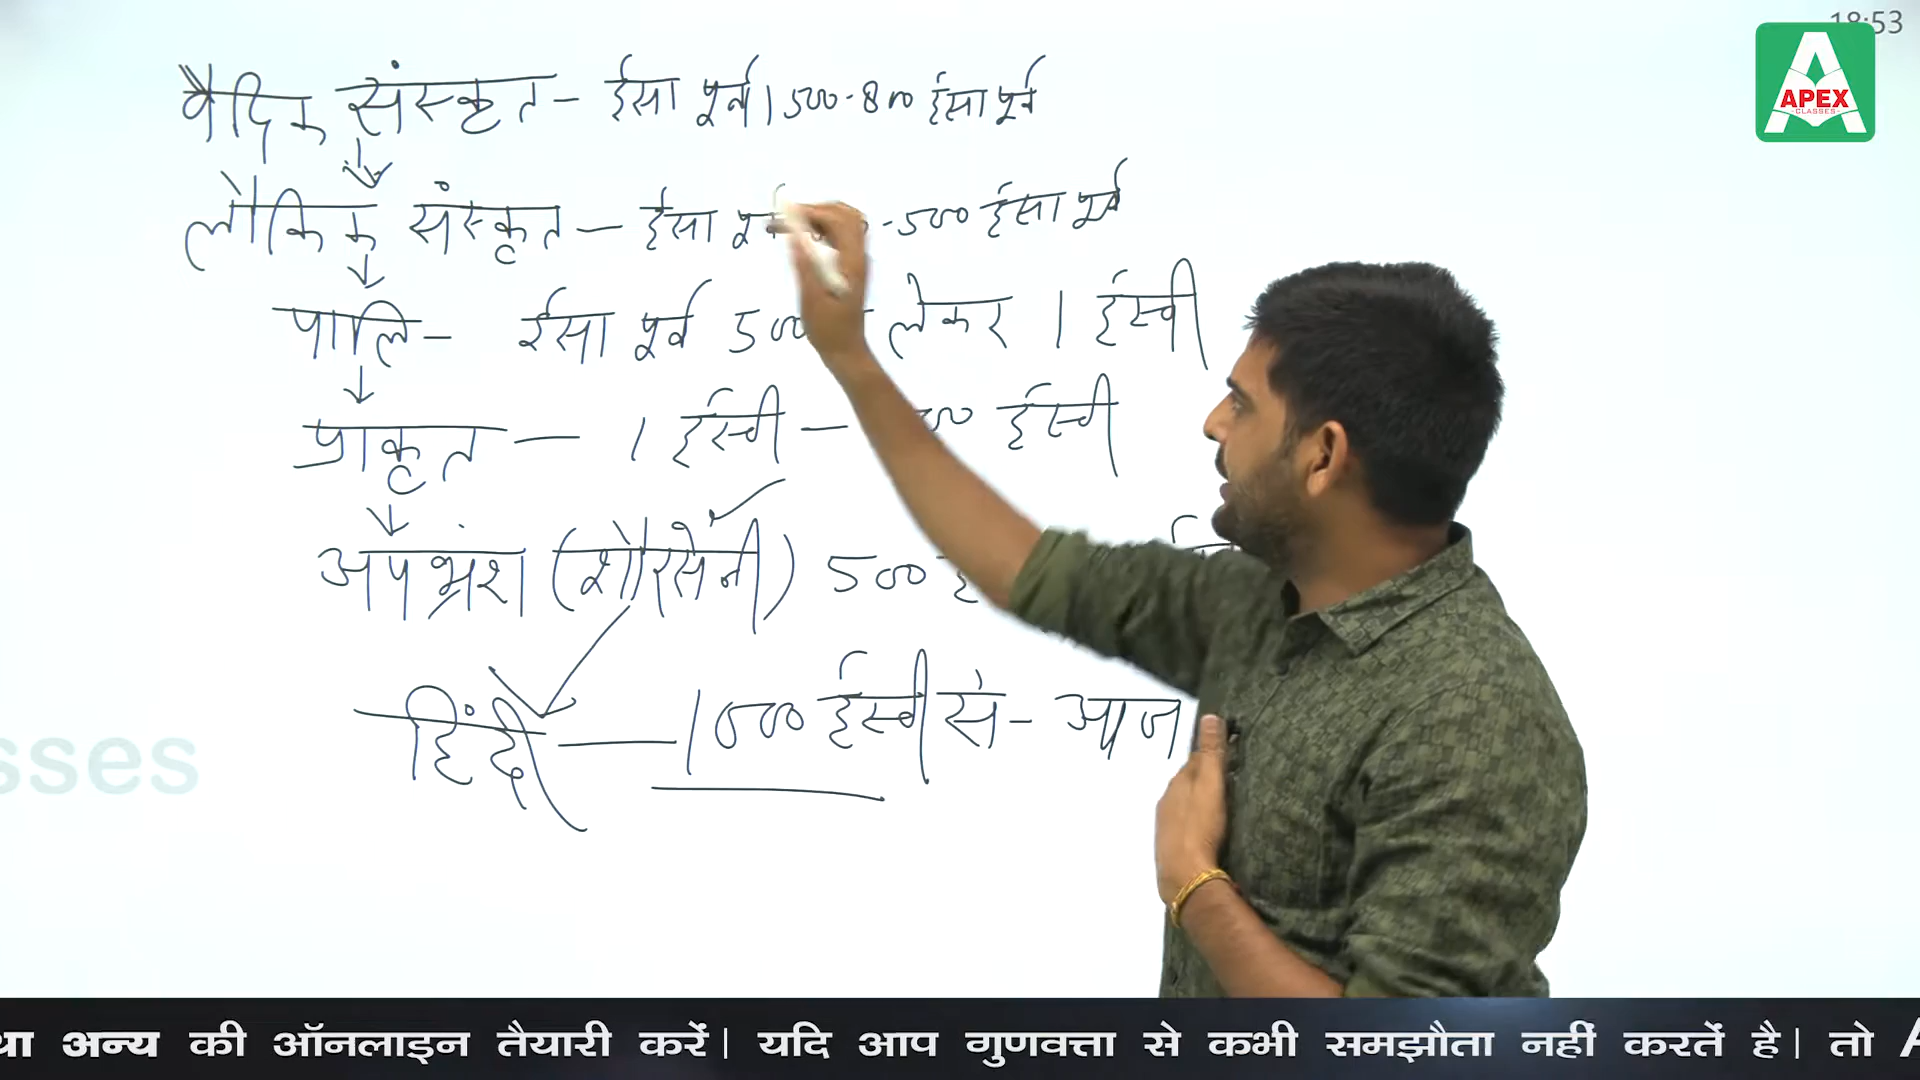 18:53
APEX
CLASSES
वैदिक संस्कृत - ईसा पूर्व 1500-800 ईसा पूर्व
लौकिक संस्कृत - ईसा पूर्व -500 ईसा पूर्व
पालि - ईसा पूर्व 500 लेकर 1 ईस्वी
प्राकृत - 1 ईस्वी - ईस्वी
अपभ्रंश (शौरसेनी) 500
हिंदी - 1000 ईस्वी से - आज
sses
था अन्य की ऑनलाइन तैयारी करें| यदि आप गुणवत्ता से कभी समझौता नहीं करतें है| तो A